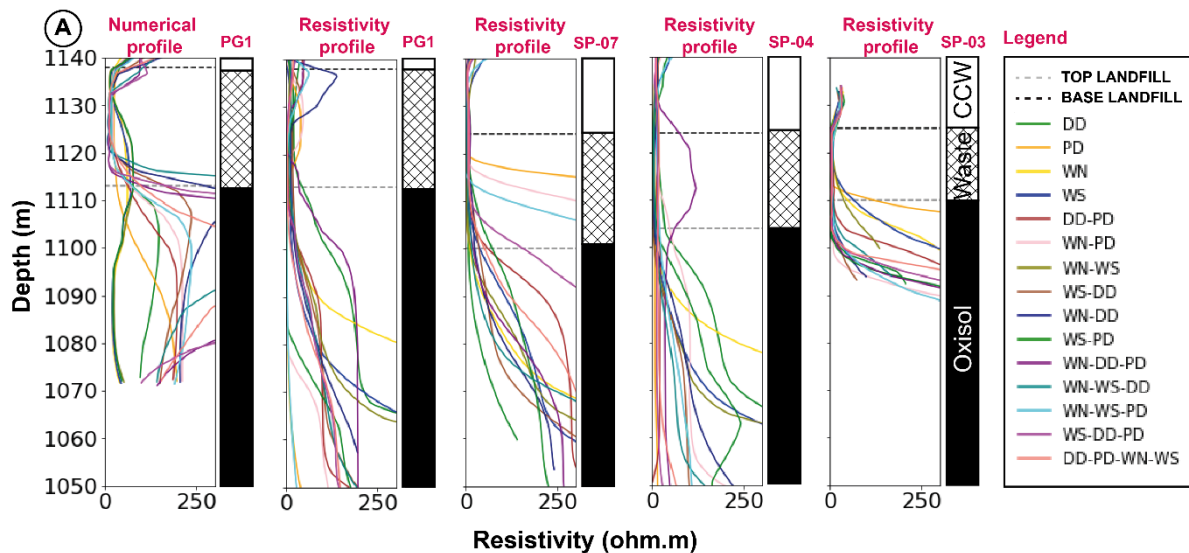 A
Numerical profile
PG1
Resistivity profile
PG1
Resistivity profile
SP-07
Resistivity profile
SP-04
Resistivity profile
SP-03
Legend
Depth (m)
1140
1130
1120
1110
1100
1090
1080
1070
1060
1050
0 250
0 250
0 250
0 250
0 250
Resistivity (ohm.m)
CCW
Waste
Oxisol
TOP LANDFILL
BASE LANDFILL
DD
PD
WN
WS
DD-PD
WN-PD
WN-WS
WS-DD
WN-DD
WS-PD
WN-DD-PD
WN-WS-DD
WN-WS-PD
WS-DD-PD
DD-PD-WN-WS